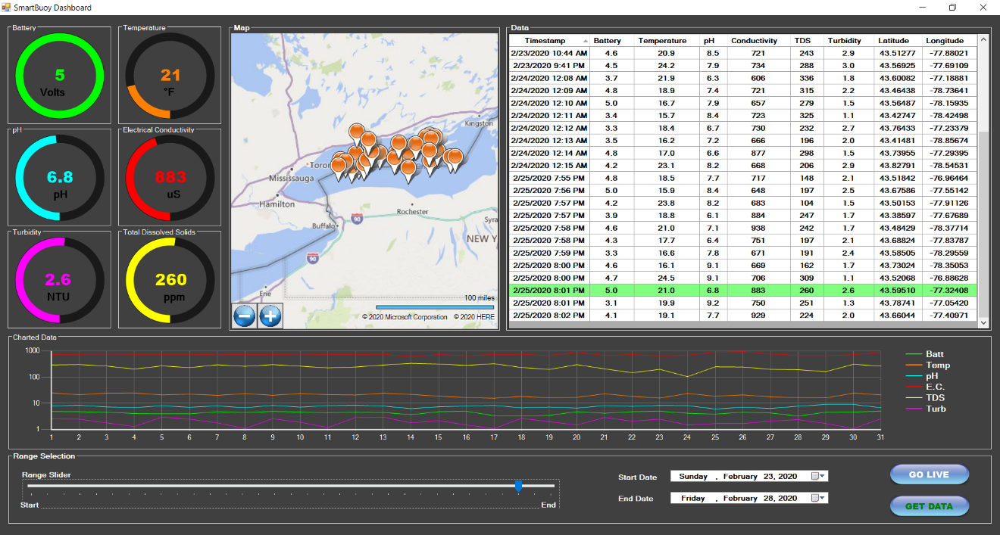 SmartBuoy Dashboard
Battery
5
Volts
Temperature
21
°F
pH
6.8
pH
Electrical Conductivity
883
uS
Turbidity
2.6
NTU
Total Dissolved Solids
260
ppm
Map
Kingston
Toron
Mississauga
Hamilton
Rochester
Syra
90
Buffalo
NEW Y
90
Erie
100 miles
© 2020 Microsoft Corporation © 2020 HERE
Data
Timestamp Battery Temperature pH Conductivity TDS Turbidity Latitude Longitude
2/23/2020 10:44 AM 4.6 20.9 8.5 721 243 2.9 43.51277 -77.88021
2/23/2020 9:41 PM 4.5 24.2 7.9 734 288 3.0 43.56925 -77.69109
2/24/2020 12:08 AM 3.7 21.9 6.3 606 336 1.8 43.60082 -77.18881
2/24/2020 12:09 AM 4.8 18.9 7.4 721 315 2.2 43.46438 -78.73641
2/24/2020 12:10 AM 5.0 16.7 7.9 657 279 1.5 43.56487 -78.15935
2/24/2020 12:11 AM 3.4 15.7 8.4 723 325 1.1 43.42747 -78.42498
2/24/2020 12:12 AM 3.3 18.4 6.7 730 232 2.7 43.76433 -77.23379
2/24/2020 12:13 AM 3.5 16.2 7.2 666 196 2.0 43.41481 -78.85674
2/24/2020 12:14 AM 4.8 17.0 6.6 877 298 1.5 43.73955 -77.29395
2/24/2020 12:15 AM 4.2 23.1 8.2 668 206 2.9 43.82791 -78.54531
2/25/2020 7:55 PM 4.8 18.5 7.7 717 148 2.1 43.51842 -76.96464
2/25/2020 7:56 PM 5.0 15.9 8.4 648 197 2.5 43.67586 -77.55142
2/25/2020 7:57 PM 4.2 23.8 8.2 683 104 1.5 43.50153 -77.91126
2/25/2020 7:57 PM 3.9 18.8 6.1 884 247 1.7 43.38597 -77.67689
2/25/2020 7:58 PM 4.6 21.0 7.1 938 242 1.7 43.48429 -78.37714
2/25/2020 7:58 PM 4.3 17.7 6.4 751 197 2.1 43.68824 -77.83787
2/25/2020 7:59 PM 3.3 16.6 7.8 671 191 2.4 43.58505 -78.29559
2/25/2020 8:00 PM 4.6 16.1 9.1 669 162 1.7 43.73024 -78.35053
2/25/2020 8:00 PM 4.7 24.5 9.1 706 309 1.1 43.52068 -76.88628
2/25/2020 8:01 PM 5.0 21.0 6.8 883 260 2.6 43.59510 -77.32408
2/25/2020 8:01 PM 3.1 19.9 9.2 750 251 1.3 43.78741 -77.05420
2/25/2020 8:02 PM 4.1 19.1 7.7 929 224 2.0 43.66044 -77.40971
Charted Data
1000
100
10
1
1 2 3 4 5 6 7 8 9 10 11 12 13 14 15 16 17 18 19 20 21 22 23 24 25 26 27 28 29 30 31
Batt
Temp
pH
E.C.
TDS
Turb
Range Selection
Range Slider
Start
End
Start Date Sunday , February 23, 2020
End Date Friday , February 28, 2020
GO LIVE
GET DATA